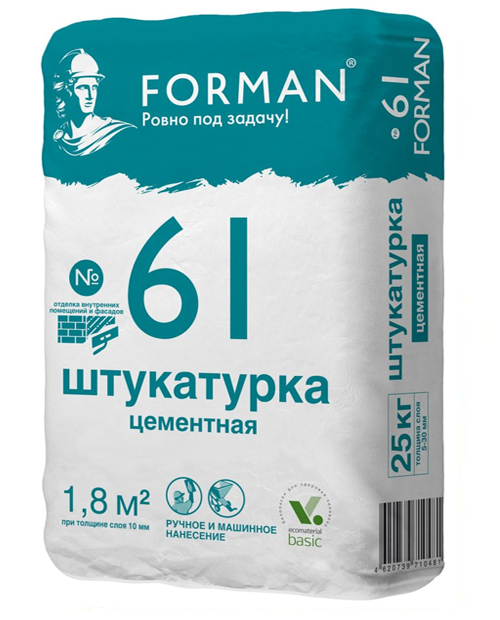 FORMAN®
Ровно под задачу!
№ 61
отделка внутренних
помещений и фасадов
штукатурка
цементная
1,8 м²
при толщине слоя 10 мм
РУЧНОЕ И МАШИННОЕ
НАНЕСЕНИЕ
ecomaterial
basic
№ 61
FORMAN
штукатурка
цементная
25 кг
толщина слоя
5-30 мм
4620739710481